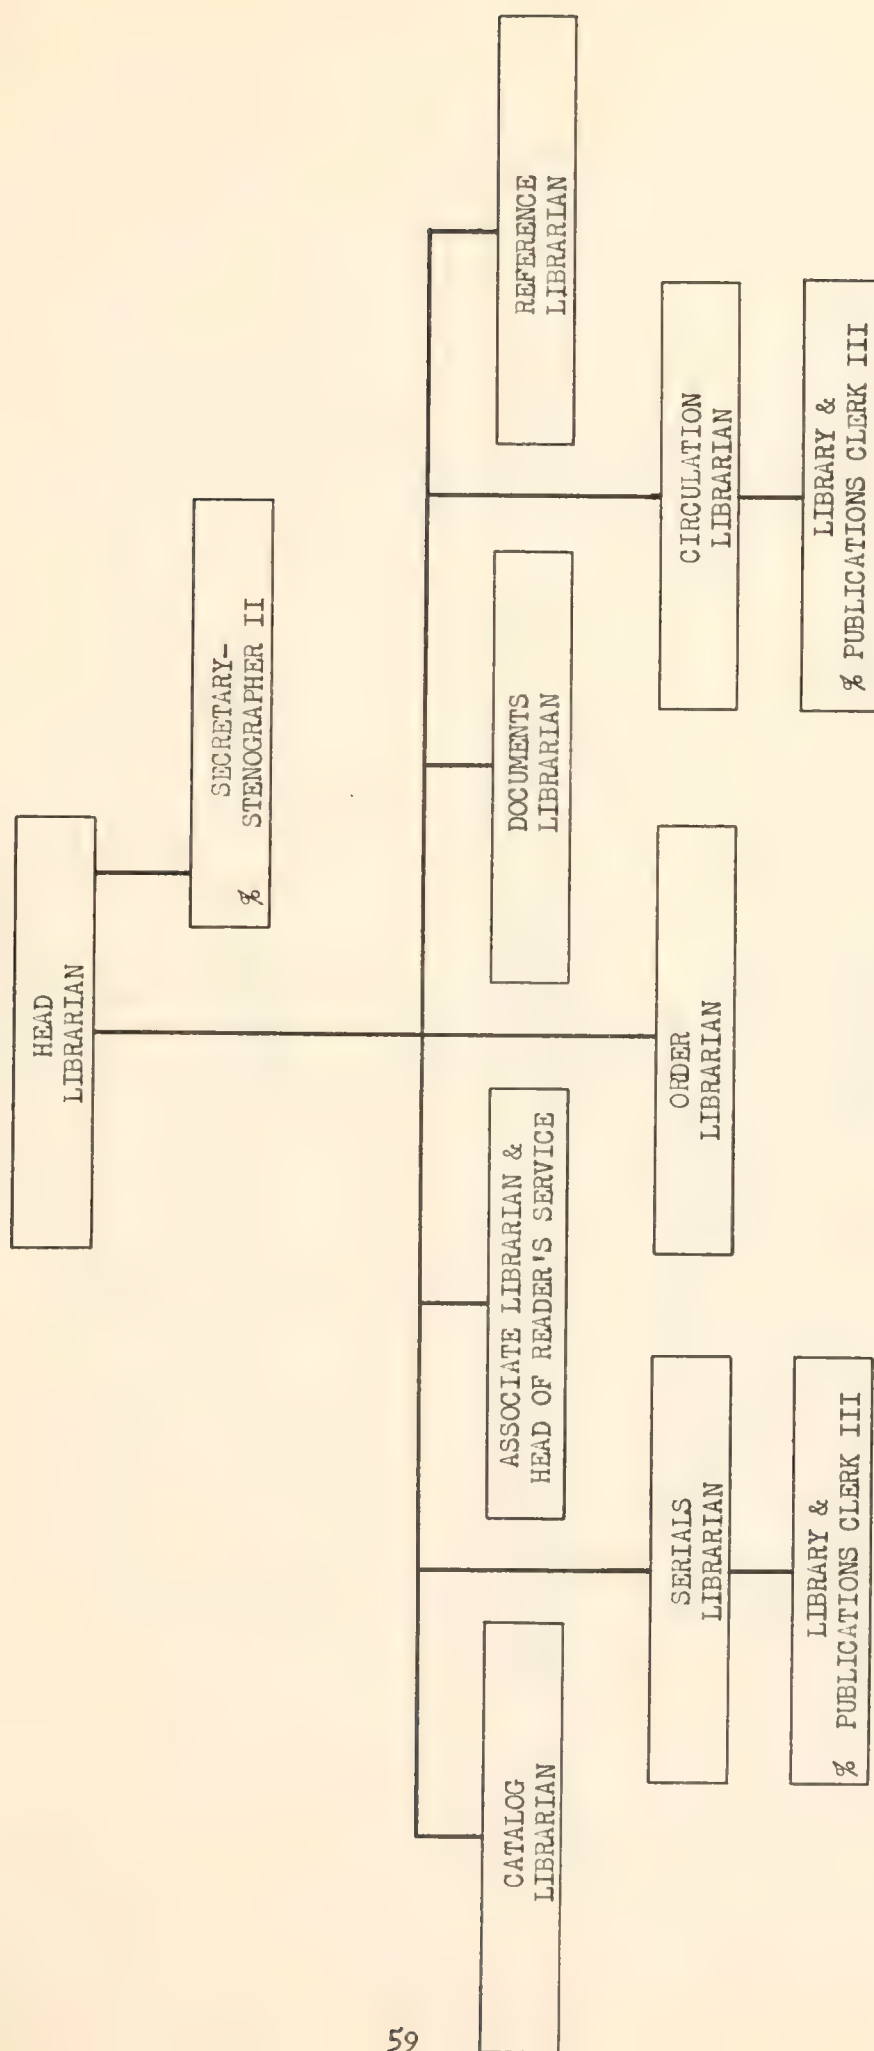 HEAD
LIBRARIAN
SECRETARY-
% STENOGRAPHER II
CATALOG
LIBRARIAN
ASSOCIATE LIBRARIAN &
HEAD OF READER'S SERVICE
DOCUMENTS
LIBRARIAN
REFERENCE
LIBRARIAN
SERIALS
LIBRARIAN
ORDER
LIBRARIAN
CIRCULATION
LIBRARIAN
LIBRARY &
% PUBLICATIONS CLERK III
LIBRARY &
% PUBLICATIONS CLERK III
59